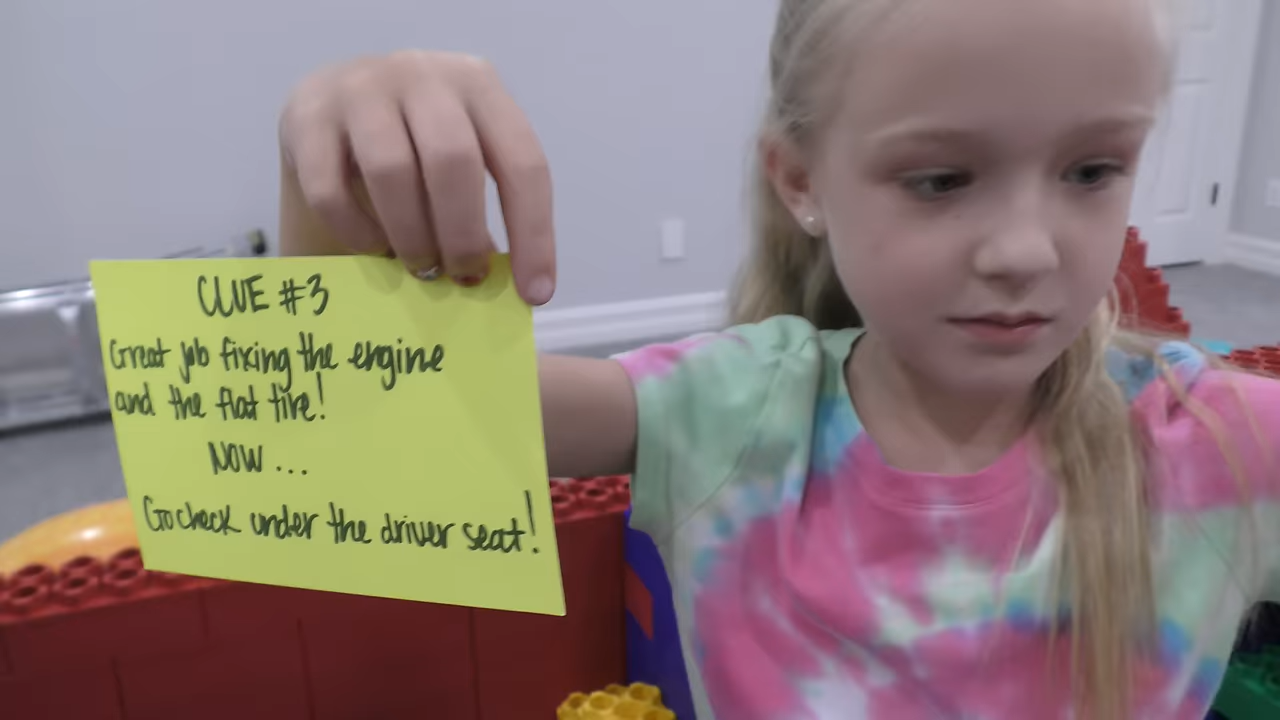 CLUE #3
Great job fixing the engine
and the flat tire!
NOW...
Go check under the driver seat!